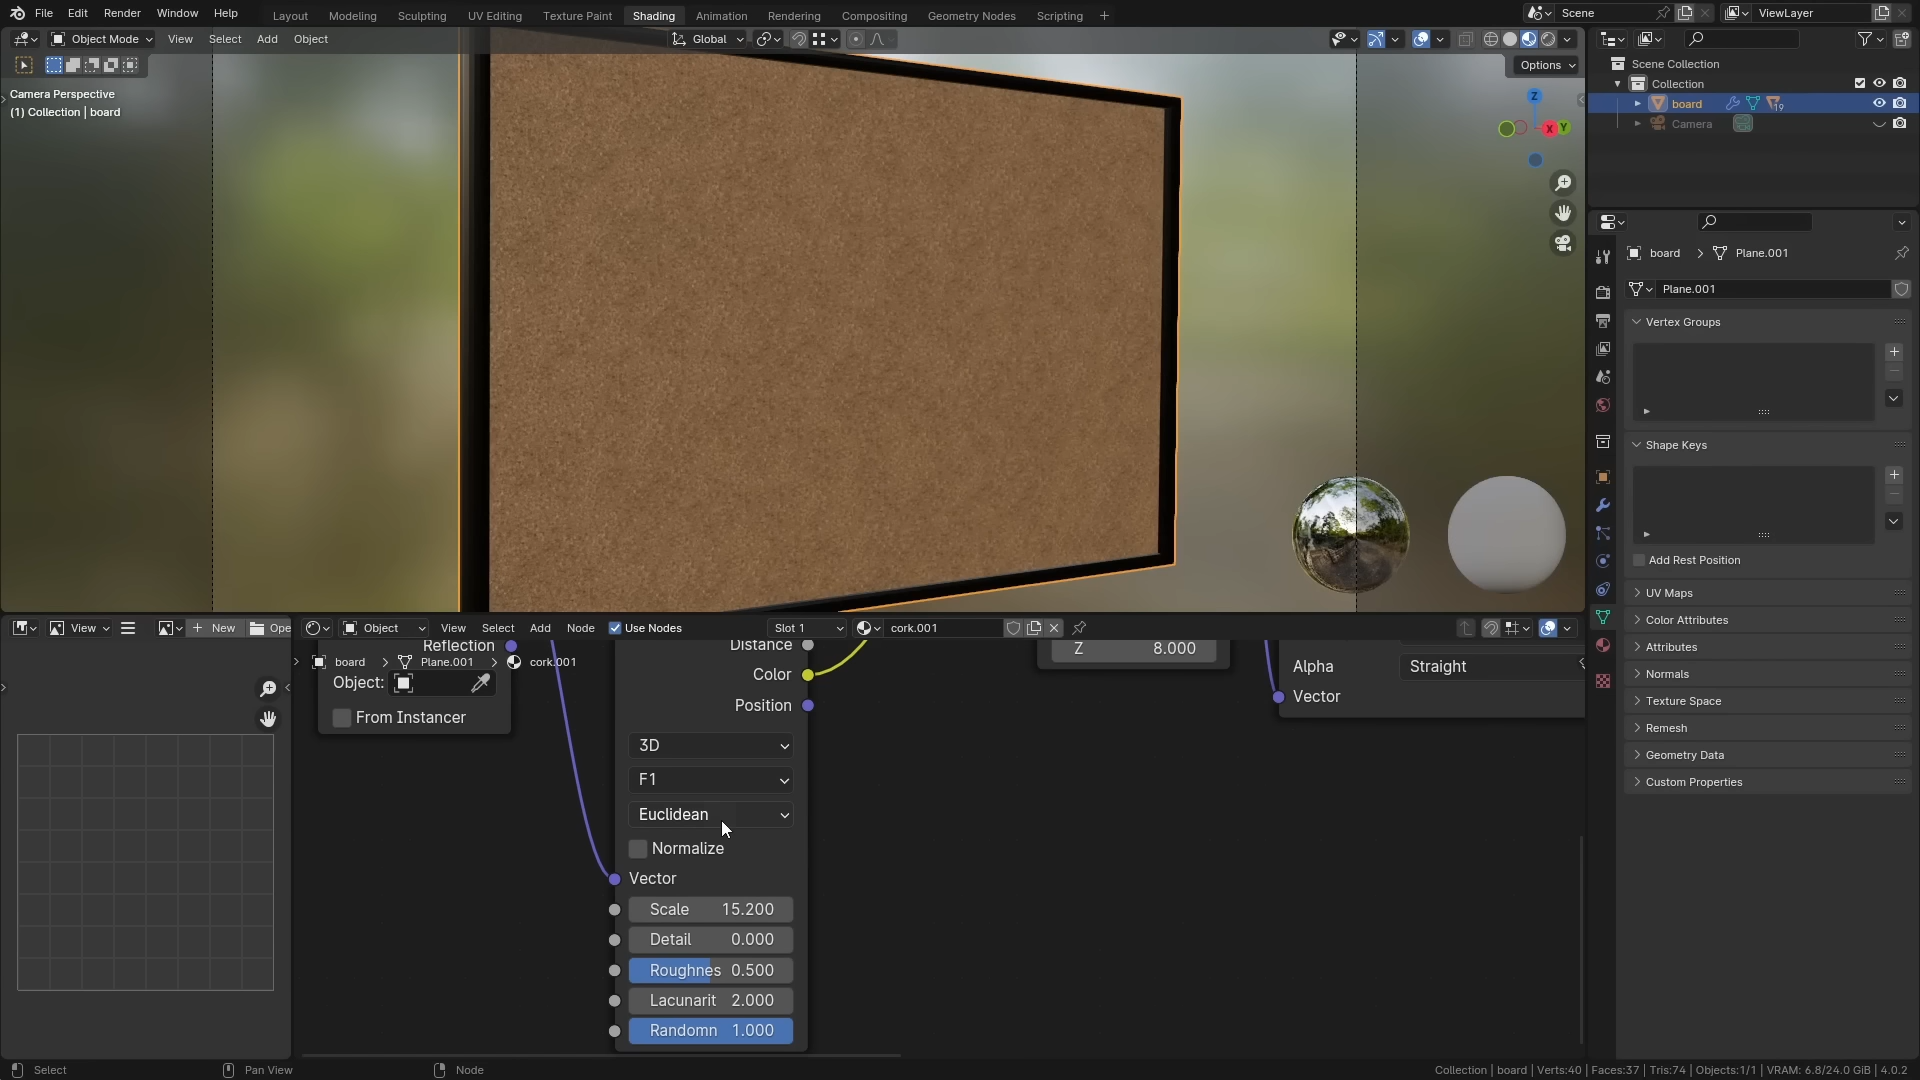 File Edit Render Window Help Layout Modeling Sculpting UV Editing Texture Paint Shading Animation Rendering Compositing Geometry Nodes Scripting + Scene ViewLayer
Object Mode View Select Add Object Global
Options
Camera Perspective
(1) Collection | board
Z
X
Y
Scene Collection
Collection
board
19
Camera
board > Plane.001
Plane.001
Vertex Groups
Shape Keys
Add Rest Position
UV Maps
Color Attributes
Attributes
Normals
Texture Space
Remesh
Geometry Data
Custom Properties
View New Ope
Object View Select Add Node Use Nodes Slot 1 cork.001
board > Plane.001 > cork.001
Reflection
Object:
From Instancer
Distance
Color
Position
3D
F1
Euclidean
Normalize
Vector
Scale 15.200
Detail 0.000
Roughnes 0.500
Lacunarit 2.000
Randomn 1.000
Z 8.000
Alpha Straight
Vector
Select Pan View Node Collection | board | Verts:40 | Faces:37 | Tris:74 | Objects:1/1 | VRAM: 6.8/24.0 GiB | 4.0.2